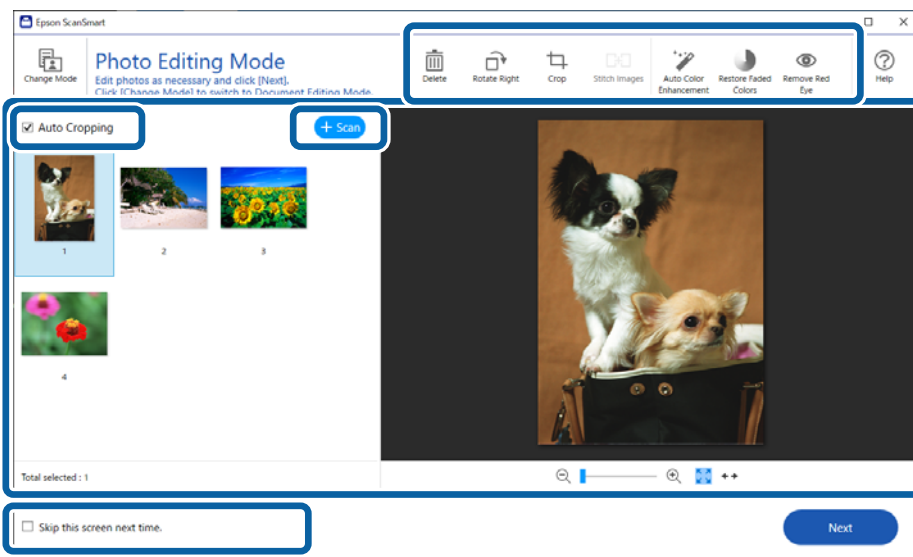 Epson ScanSmart
Change Mode
Photo Editing Mode
Edit photos as necessary and click [Next].
Click [Change Mode] to switch to Document Editing Mode.
Delete
Rotate Right
Crop
Stitch Images
Auto Color
Enhancement
Restore Faded
Colors
Remove Red
Eye
Help
Auto Cropping
+ Scan
1
2
3
4
Total selected : 1
Skip this screen next time.
Next